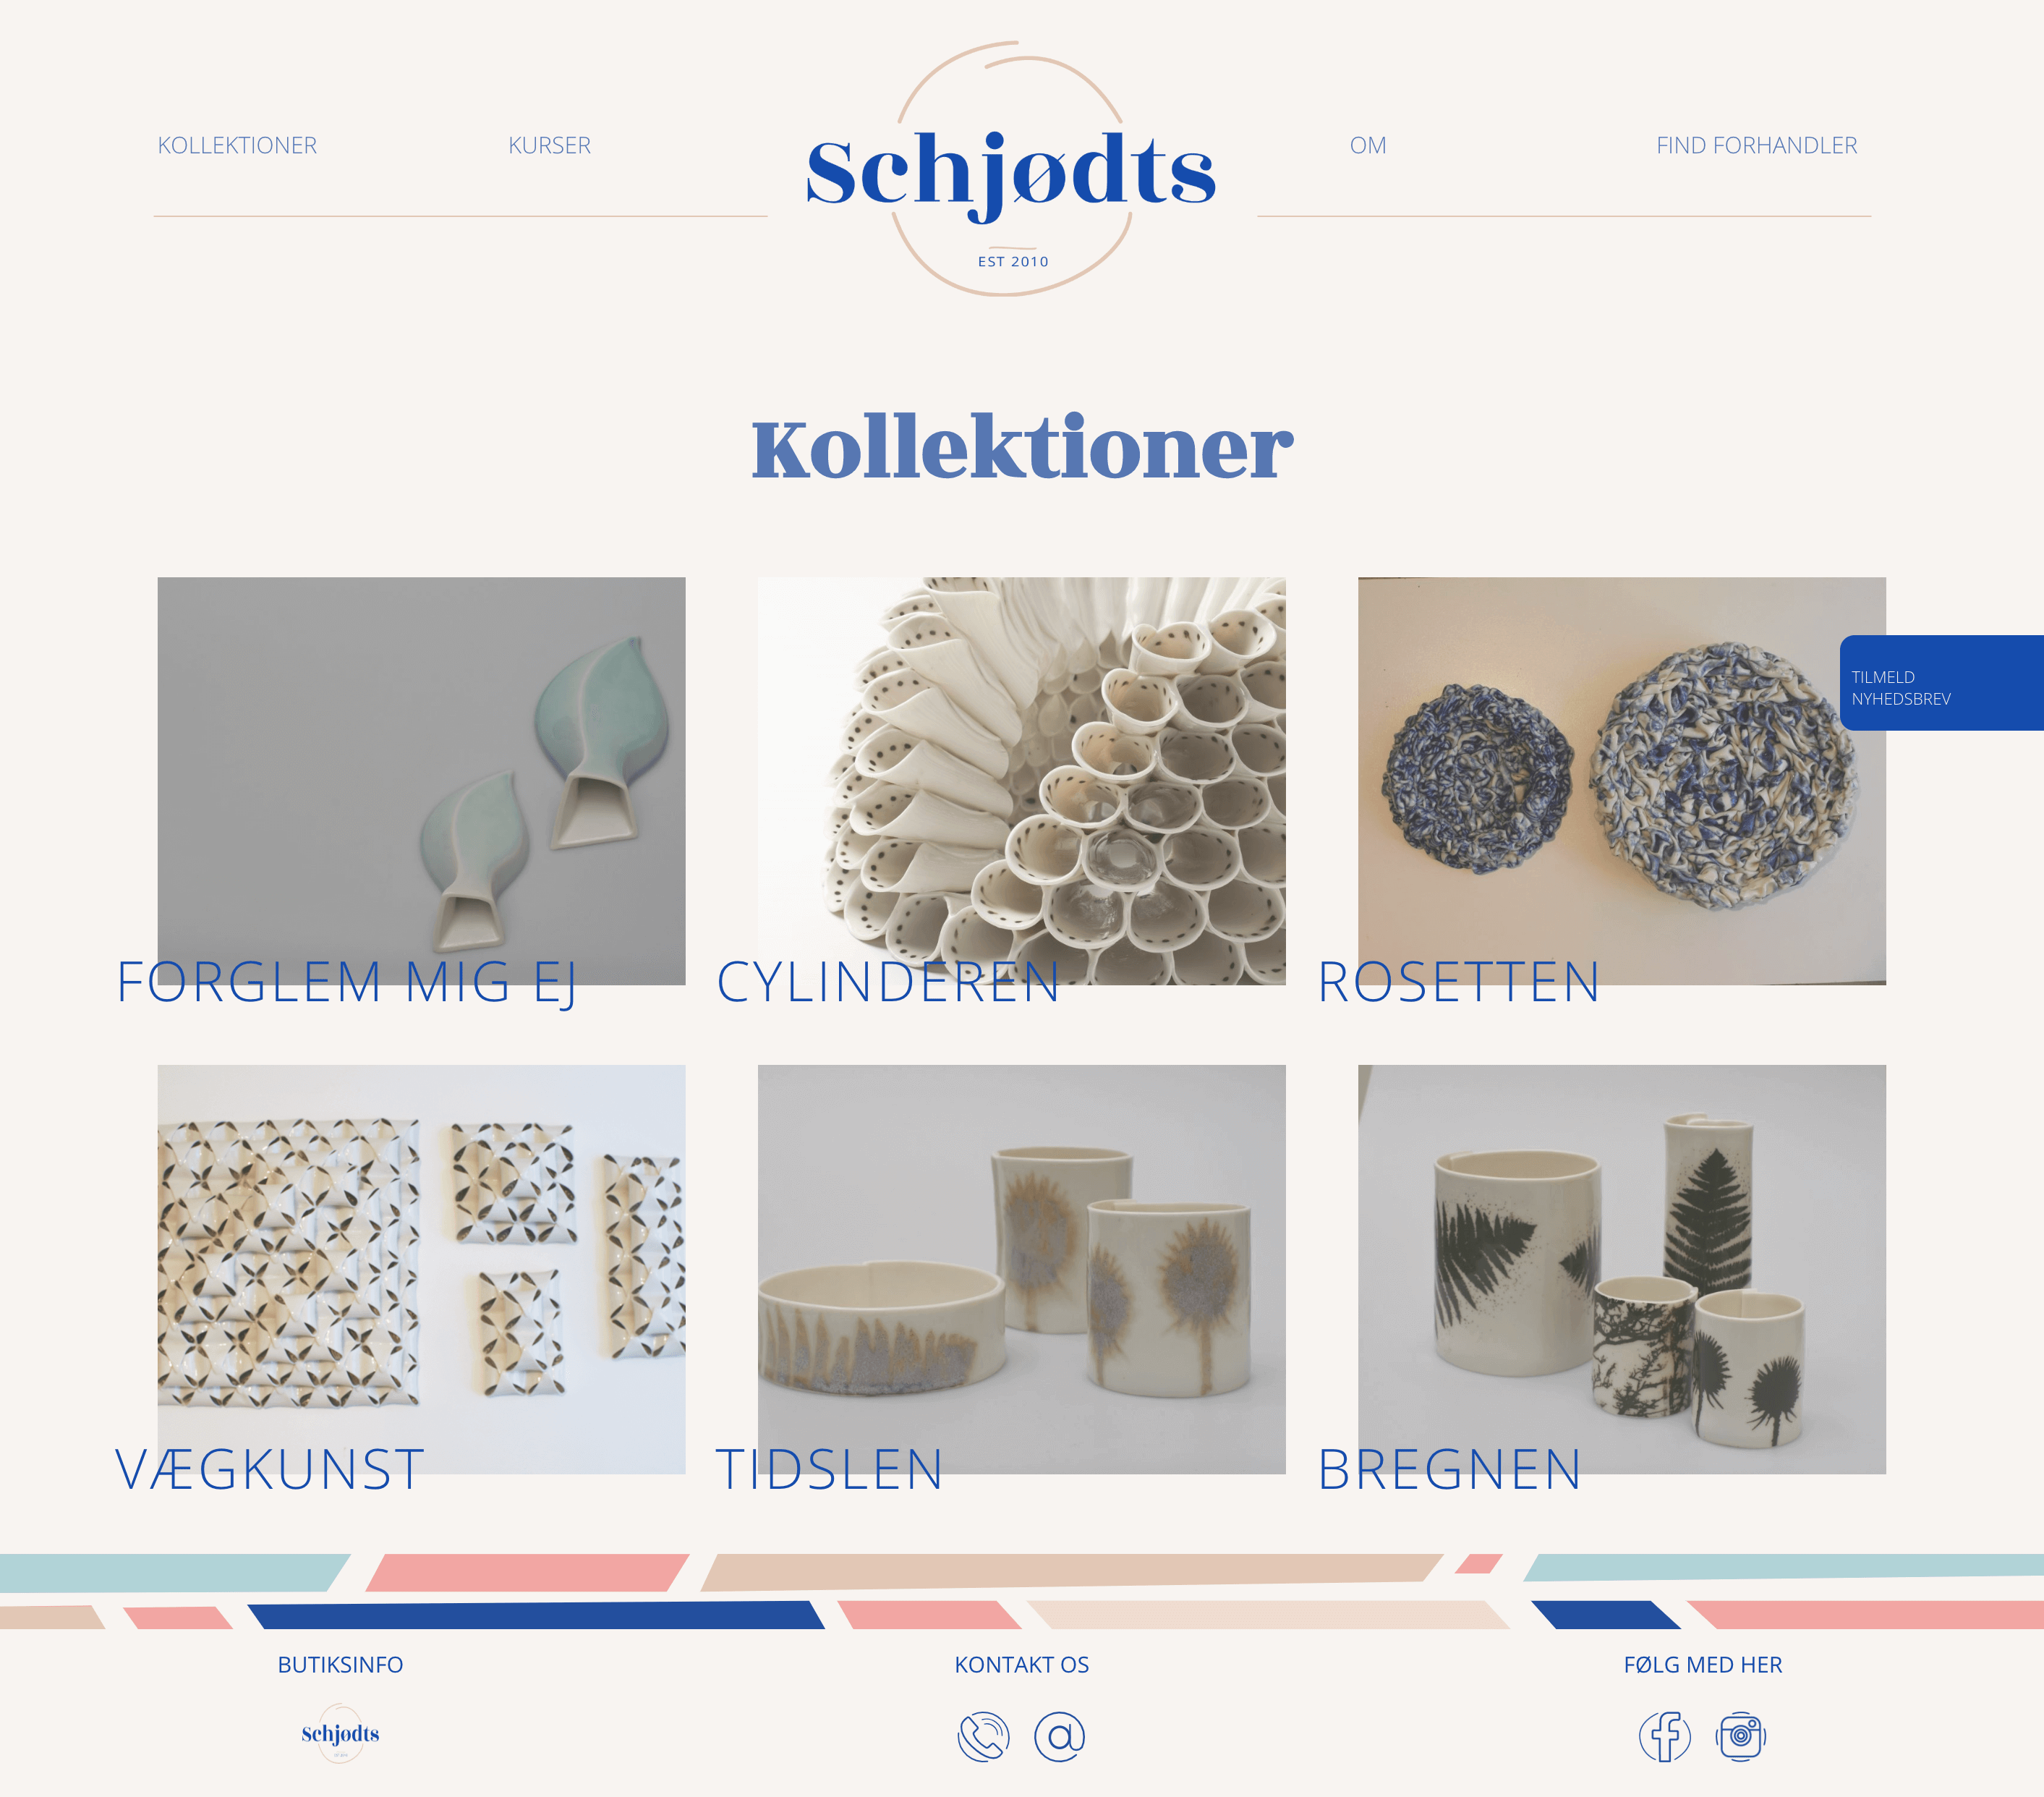 KOLLEKTIONER
KURSER
Schjødts
EST 2010
OM
FIND FORHANDLER
Kollektioner
TILMELD
NYHEDSBREV
FORGLEM MIG EJ
CYLINDEREN
ROSETTEN
VÆGKUNST
TIDSLEN
BREGNEN
BUTIKSINFO
KONTAKT OS
FØLG MED HER
Schjødts